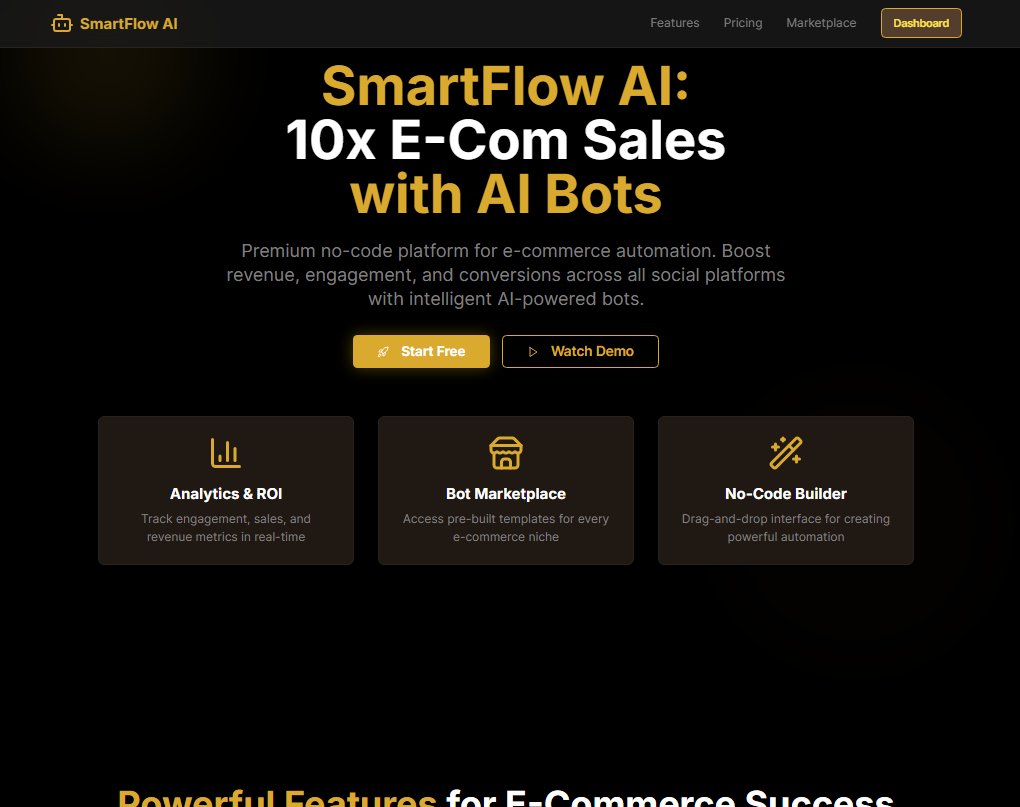 SmartFlow AI
Features
Pricing
Marketplace
Dashboard
SmartFlow AI:
10x E-Com Sales
with AI Bots
Premium no-code platform for e-commerce automation. Boost
revenue, engagement, and conversions across all social platforms
with intelligent AI-powered bots.
Start Free
Watch Demo
Analytics & ROI
Track engagement, sales, and
revenue metrics in real-time
Bot Marketplace
Access pre-built templates for every
e-commerce niche
No-Code Builder
Drag-and-drop interface for creating
powerful automation
Powerful Features for E-Commerce Success